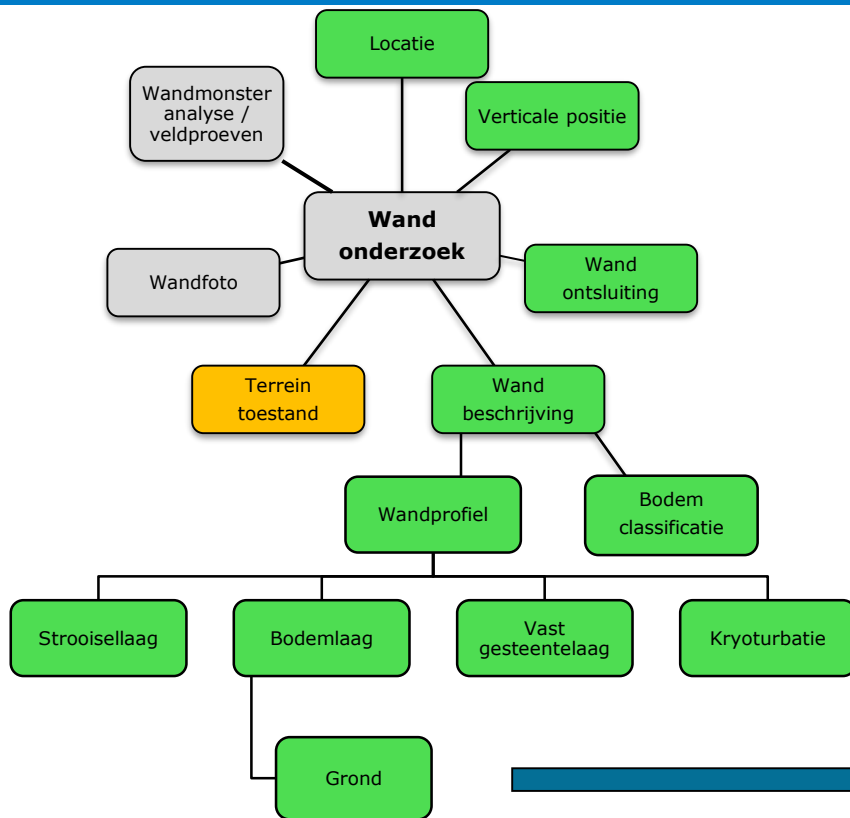 Locatie
Wandmonster
analyse /
veldproeven
Verticale positie
Wand
onderzoek
Wandfoto
Wand
ontsluiting
Terrein
toestand
Wand
beschrijving
Wandprofiel
Bodem
classificatie
Strooisellaag
Bodemlaag
Vast
gesteentelaag
Kryoturbatie
Grond